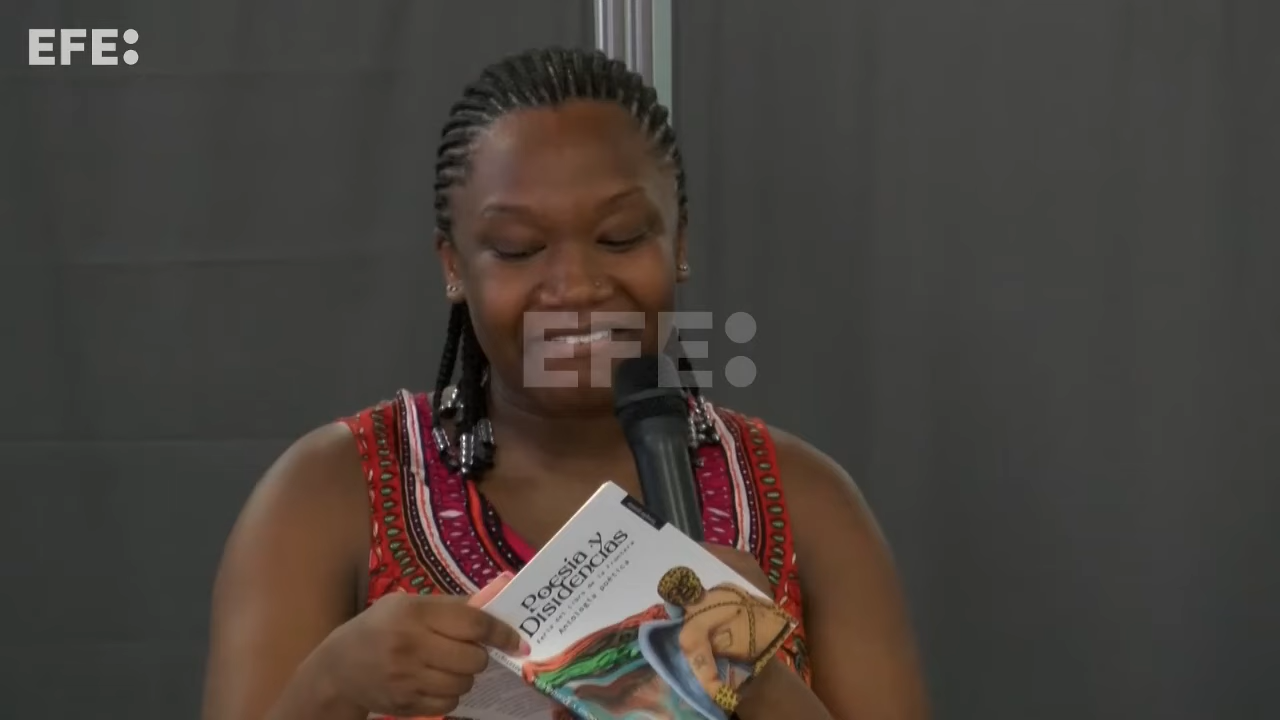 EFE:
EFE:
Poesía y
Disidencias
Feria del libro de la Frontera
Antología poética